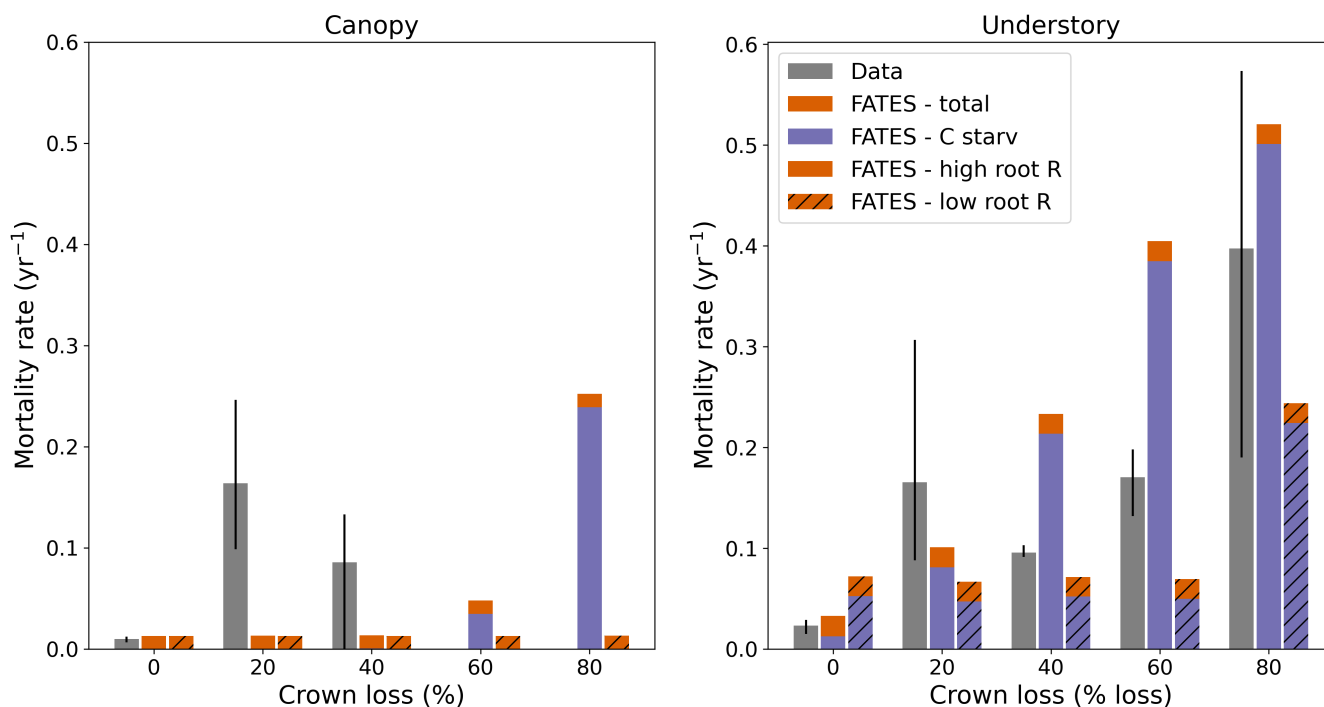 Canopy
Mortality rate (yr⁻¹)
0.6
0.5
0.4
0.3
0.2
0.1
0.0
0 20 40 60 80
Crown loss (%)
Understory
Mortality rate (yr⁻¹)
0.6
0.5
0.4
0.3
0.2
0.1
0.0
Data
FATES - total
FATES - C starv
FATES - high root R
FATES - low root R
0 20 40 60 80
Crown loss (% loss)